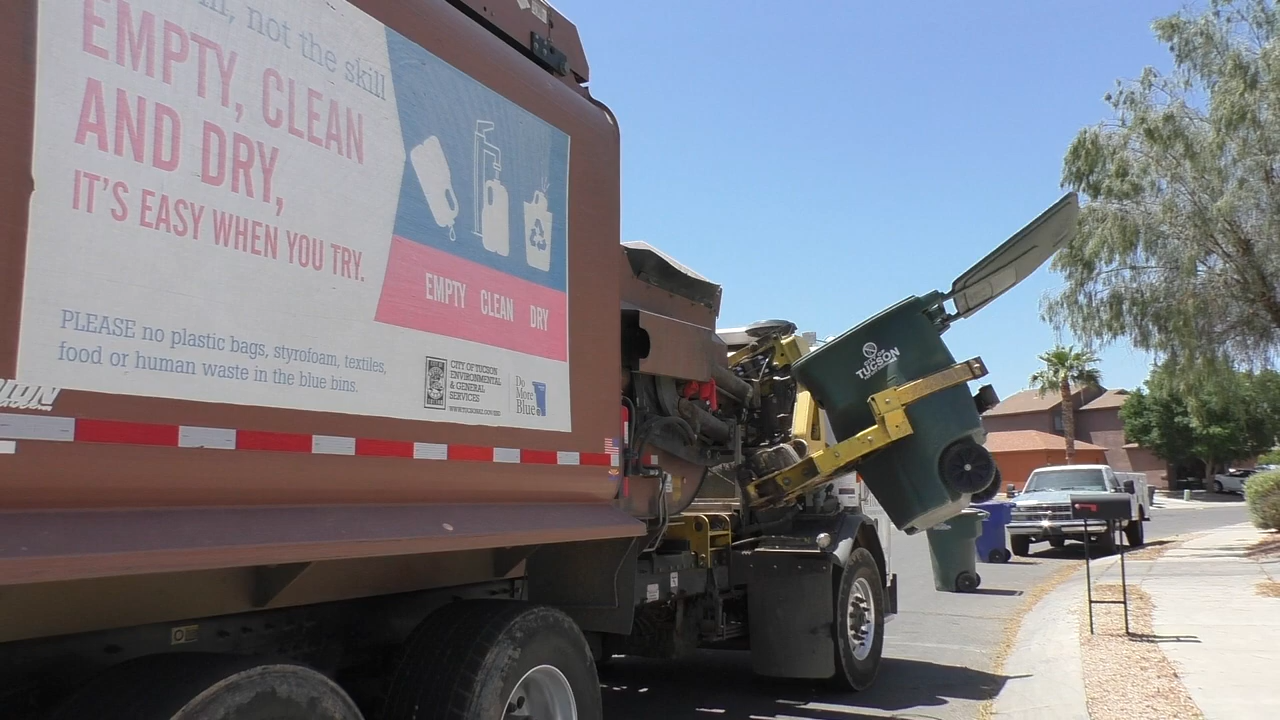 not the skill
EMPTY, CLEAN
AND DRY,
IT'S EASY WHEN YOU TRY.
EMPTY CLEAN DRY
PLEASE no plastic bags, styrofoam, textiles,
food or human waste in the blue bins.
CITY OF TUCSON
ENVIRONMENTAL
& GENERAL
SERVICES
Do
More
Blue
TUCSON